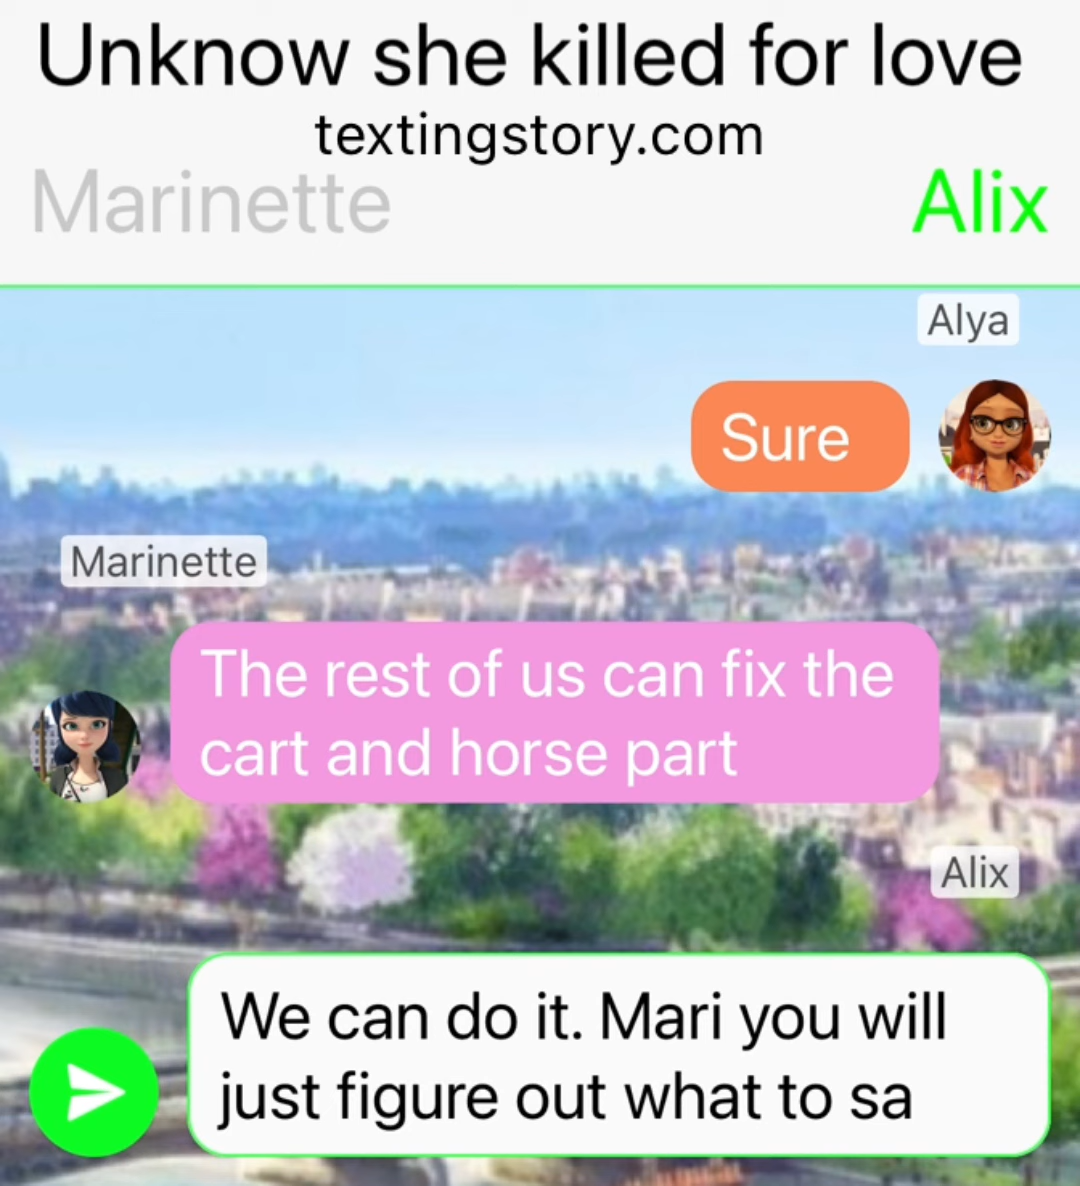 Unknow she killed for love
textingstory.com
Marinette Alix
Alya
Sure
Marinette
The rest of us can fix the
cart and horse part
Alix
We can do it. Mari you will
just figure out what to sa